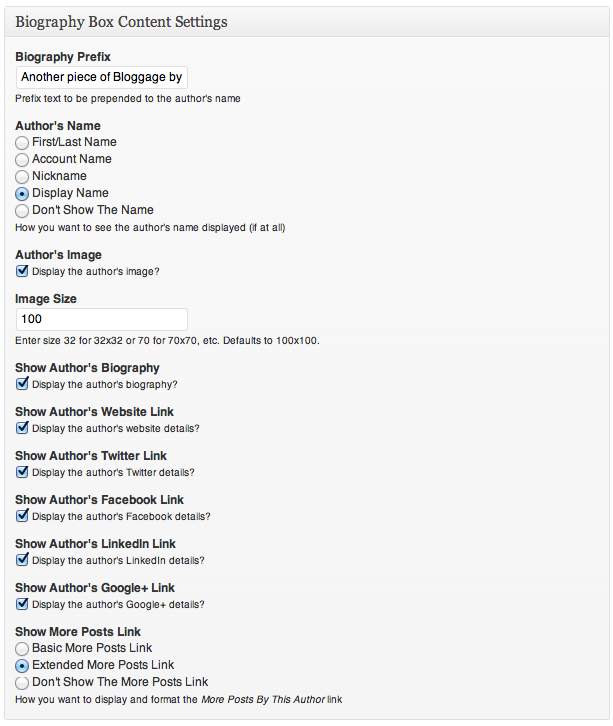 Biography Box Content Settings
Biography Prefix
Another piece of Bloggage by
Prefix text to be prepended to the author's name
Author's Name
First/Last Name
Account Name
Nickname
Display Name
Don't Show The Name
How you want to see the author's name displayed (if at all)
Author's Image
Display the author's image?
Image Size
100
Enter size 32 for 32x32 or 70 for 70x70, etc. Defaults to 100x100.
Show Author's Biography
Display the author's biography?
Show Author's Website Link
Display the author's website details?
Show Author's Twitter Link
Display the author's Twitter details?
Show Author's Facebook Link
Display the author's Facebook details?
Show Author's LinkedIn Link
Display the author's LinkedIn details?
Show Author's Google+ Link
Display the author's Google+ details?
Show More Posts Link
Basic More Posts Link
Extended More Posts Link
Don't Show The More Posts Link
How you want to display and format the More Posts By This Author link